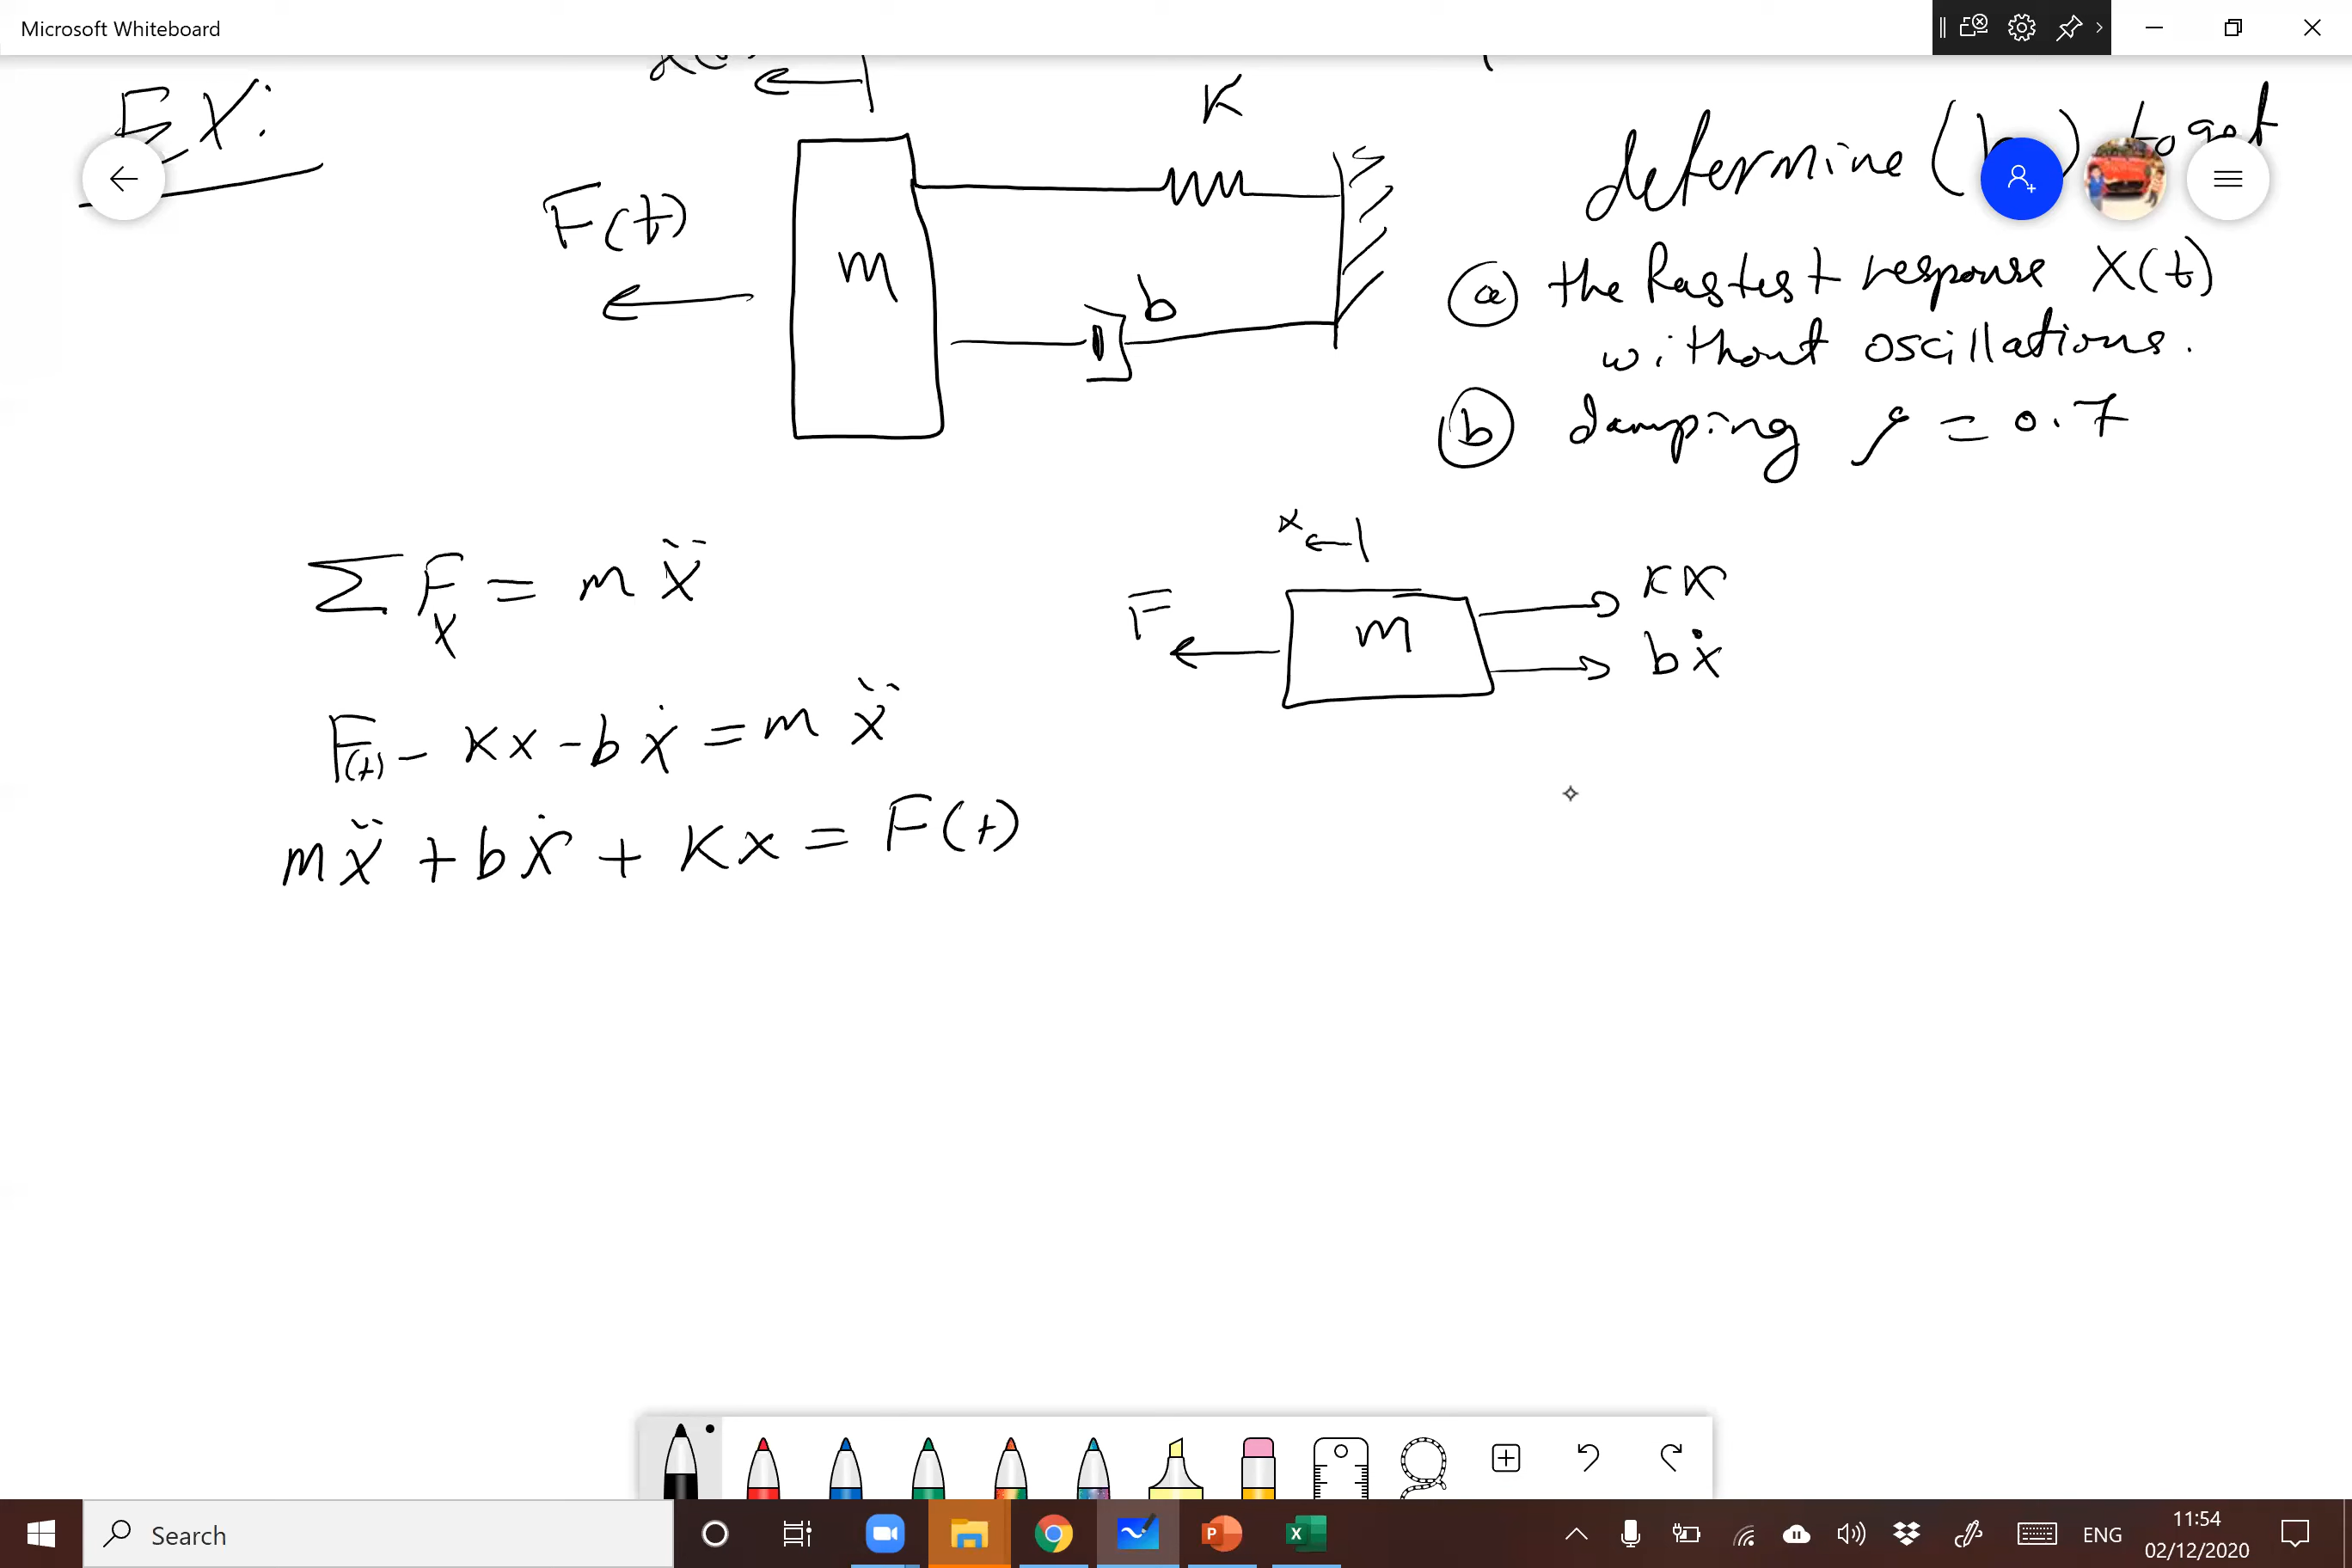 Microsoft Whiteboard
EX:
K
determine ( ) to get
F(t)
m
b
(a) the fastest response X(t)
without oscillations.
(b) damping ζ = 0.7
ΣFx = mẍ
x
F
m
kx
bẋ
F(t) - Kx - bẋ = mẍ
mẍ + bẋ + Kx = F(t)
Search
ENG
11:54
02/12/2020